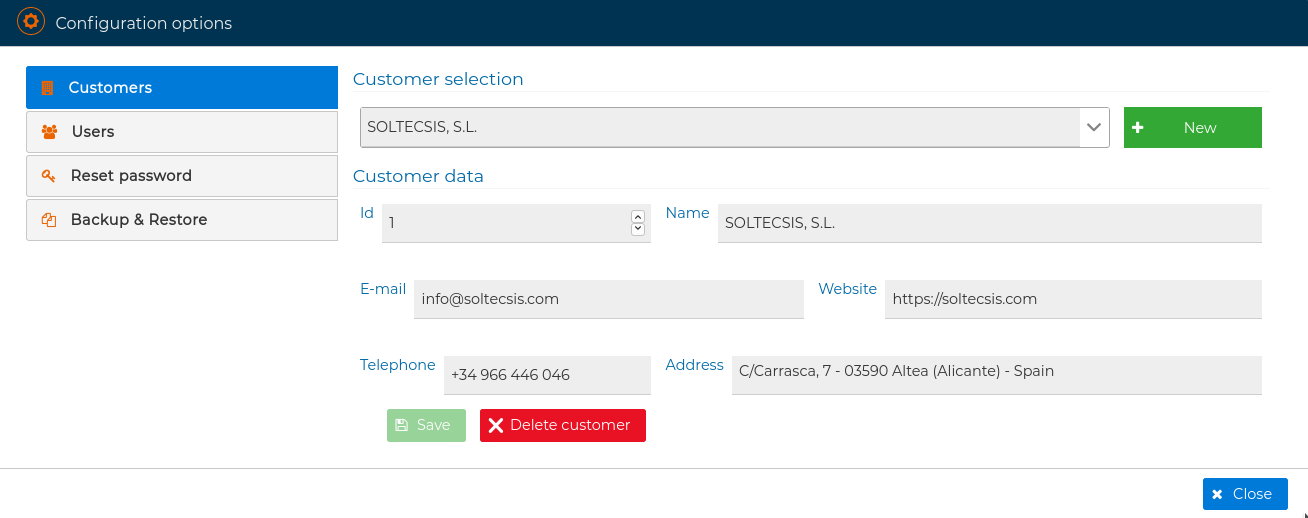 Configuration options
Customers
Users
Reset password
Backup & Restore
Customer selection
SOLTECSIS, S.L.
New
Customer data
Id 1 Name SOLTECSIS, S.L.
E-mail info@soltecsis.com Website https://soltecsis.com
Telephone +34 966 446 046 Address C/Carrasca, 7 - 03590 Altea (Alicante) - Spain
Save Delete customer
Close